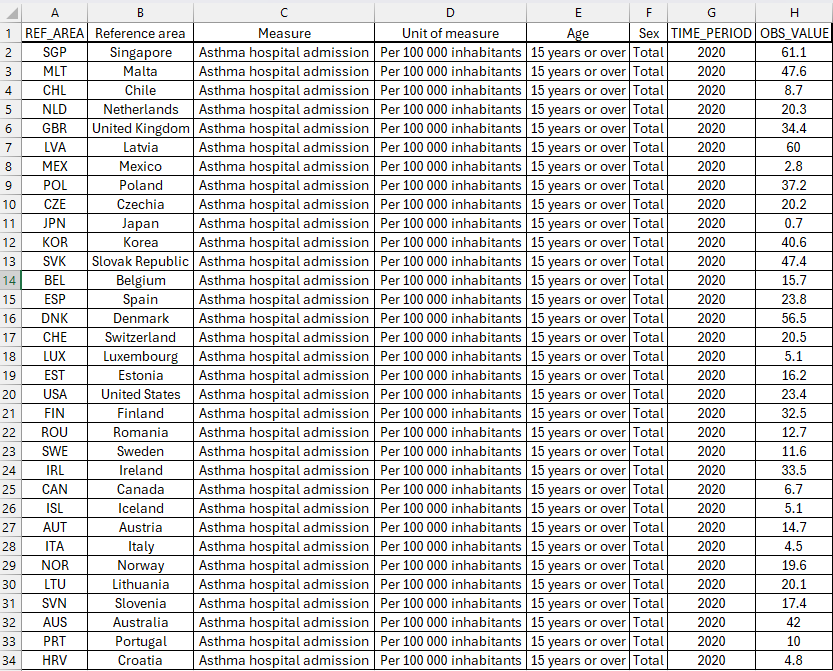 A B C D E F G H
1 REF_AREA Reference area Measure Unit of measure Age Sex TIME_PERIOD OBS_VALUE
2 SGP Singapore Asthma hospital admission Per 100 000 inhabitants 15 years or over Total 2020 61.1
3 MLT Malta Asthma hospital admission Per 100 000 inhabitants 15 years or over Total 2020 47.6
4 CHL Chile Asthma hospital admission Per 100 000 inhabitants 15 years or over Total 2020 8.7
5 NLD Netherlands Asthma hospital admission Per 100 000 inhabitants 15 years or over Total 2020 20.3
6 GBR United Kingdom Asthma hospital admission Per 100 000 inhabitants 15 years or over Total 2020 34.4
7 LVA Latvia Asthma hospital admission Per 100 000 inhabitants 15 years or over Total 2020 60
8 MEX Mexico Asthma hospital admission Per 100 000 inhabitants 15 years or over Total 2020 2.8
9 POL Poland Asthma hospital admission Per 100 000 inhabitants 15 years or over Total 2020 37.2
10 CZE Czechia Asthma hospital admission Per 100 000 inhabitants 15 years or over Total 2020 20.2
11 JPN Japan Asthma hospital admission Per 100 000 inhabitants 15 years or over Total 2020 0.7
12 KOR Korea Asthma hospital admission Per 100 000 inhabitants 15 years or over Total 2020 40.6
13 SVK Slovak Republic Asthma hospital admission Per 100 000 inhabitants 15 years or over Total 2020 47.4
14 BEL Belgium Asthma hospital admission Per 100 000 inhabitants 15 years or over Total 2020 15.7
15 ESP Spain Asthma hospital admission Per 100 000 inhabitants 15 years or over Total 2020 23.8
16 DNK Denmark Asthma hospital admission Per 100 000 inhabitants 15 years or over Total 2020 56.5
17 CHE Switzerland Asthma hospital admission Per 100 000 inhabitants 15 years or over Total 2020 20.5
18 LUX Luxembourg Asthma hospital admission Per 100 000 inhabitants 15 years or over Total 2020 5.1
19 EST Estonia Asthma hospital admission Per 100 000 inhabitants 15 years or over Total 2020 16.2
20 USA United States Asthma hospital admission Per 100 000 inhabitants 15 years or over Total 2020 23.4
21 FIN Finland Asthma hospital admission Per 100 000 inhabitants 15 years or over Total 2020 32.5
22 ROU Romania Asthma hospital admission Per 100 000 inhabitants 15 years or over Total 2020 12.7
23 SWE Sweden Asthma hospital admission Per 100 000 inhabitants 15 years or over Total 2020 11.6
24 IRL Ireland Asthma hospital admission Per 100 000 inhabitants 15 years or over Total 2020 33.5
25 CAN Canada Asthma hospital admission Per 100 000 inhabitants 15 years or over Total 2020 6.7
26 ISL Iceland Asthma hospital admission Per 100 000 inhabitants 15 years or over Total 2020 5.1
27 AUT Austria Asthma hospital admission Per 100 000 inhabitants 15 years or over Total 2020 14.7
28 ITA Italy Asthma hospital admission Per 100 000 inhabitants 15 years or over Total 2020 4.5
29 NOR Norway Asthma hospital admission Per 100 000 inhabitants 15 years or over Total 2020 19.6
30 LTU Lithuania Asthma hospital admission Per 100 000 inhabitants 15 years or over Total 2020 20.1
31 SVN Slovenia Asthma hospital admission Per 100 000 inhabitants 15 years or over Total 2020 17.4
32 AUS Australia Asthma hospital admission Per 100 000 inhabitants 15 years or over Total 2020 42
33 PRT Portugal Asthma hospital admission Per 100 000 inhabitants 15 years or over Total 2020 10
34 HRV Croatia Asthma hospital admission Per 100 000 inhabitants 15 years or over Total 2020 4.8